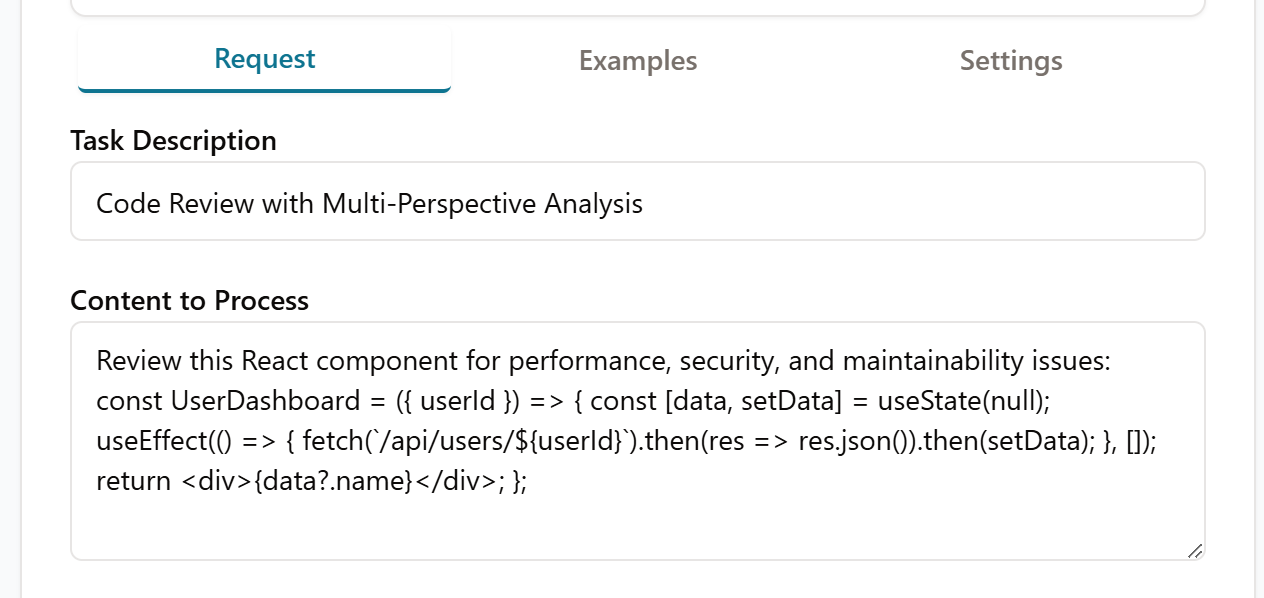 Request
Examples
Settings
Task Description
Code Review with Multi-Perspective Analysis
Content to Process
Review this React component for performance, security, and maintainability issues:
const UserDashboard = ({ userId }) => { const [data, setData] = useState(null);
useEffect(() => { fetch(`/api/users/${userId}`).then(res => res.json()).then(setData); }, []);
return <div>{data?.name}</div>; };